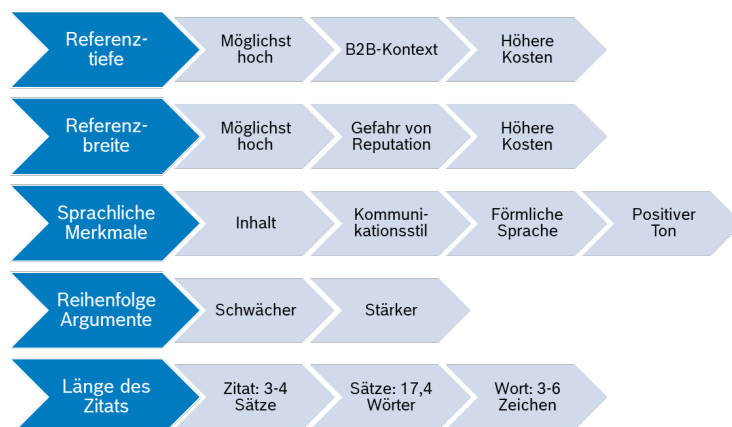 Referenz-
tiefe
Möglichst
hoch
B2B-Kontext
Höhere
Kosten
Referenz-
breite
Möglichst
hoch
Gefahr von
Reputation
Höhere
Kosten
Sprachliche
Merkmale
Inhalt
Kommuni-
kationsstil
Förmliche
Sprache
Positiver
Ton
Reihenfolge
Argumente
Schwächer
Stärker
Länge des
Zitats
Zitat: 3-4
Sätze
Sätze: 17,4
Wörter
Wort: 3-6
Zeichen